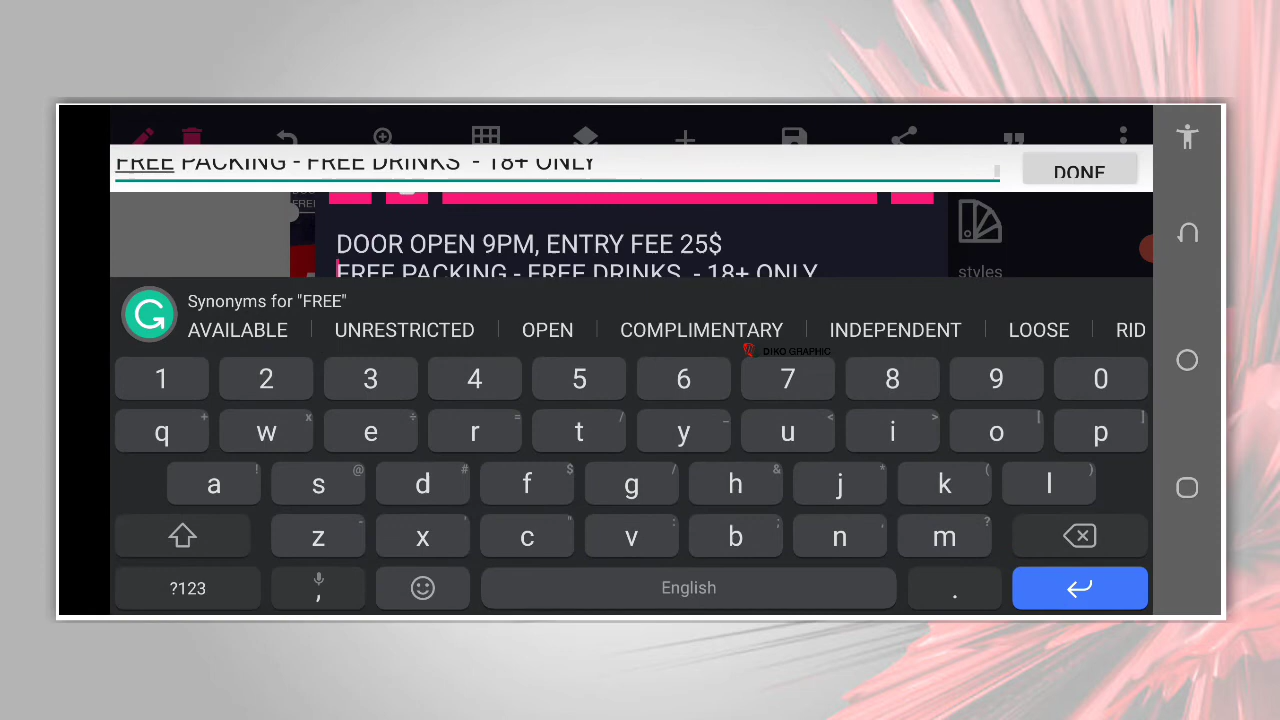 FREE PACKING - FREE DRINKS - 18+ ONLY
DONE
FREE
DOOR OPEN 9PM, ENTRY FEE 25$
FREE PACKING - FREE DRINKS - 18+ ONLY
styles
Synonyms for "FREE"
AVAILABLE UNRESTRICTED OPEN COMPLIMENTARY INDEPENDENT LOOSE RID
DIKO GRAPHIC
1 2 3 4 5 6 7 8 9 0
+ x ÷ = / _ < > [ ]
q w e r t y u i o p
! @ # $ / & * ( )
a s d f g h j k l
- ' " : ; , ?
z x c v b n m
?123 , English .